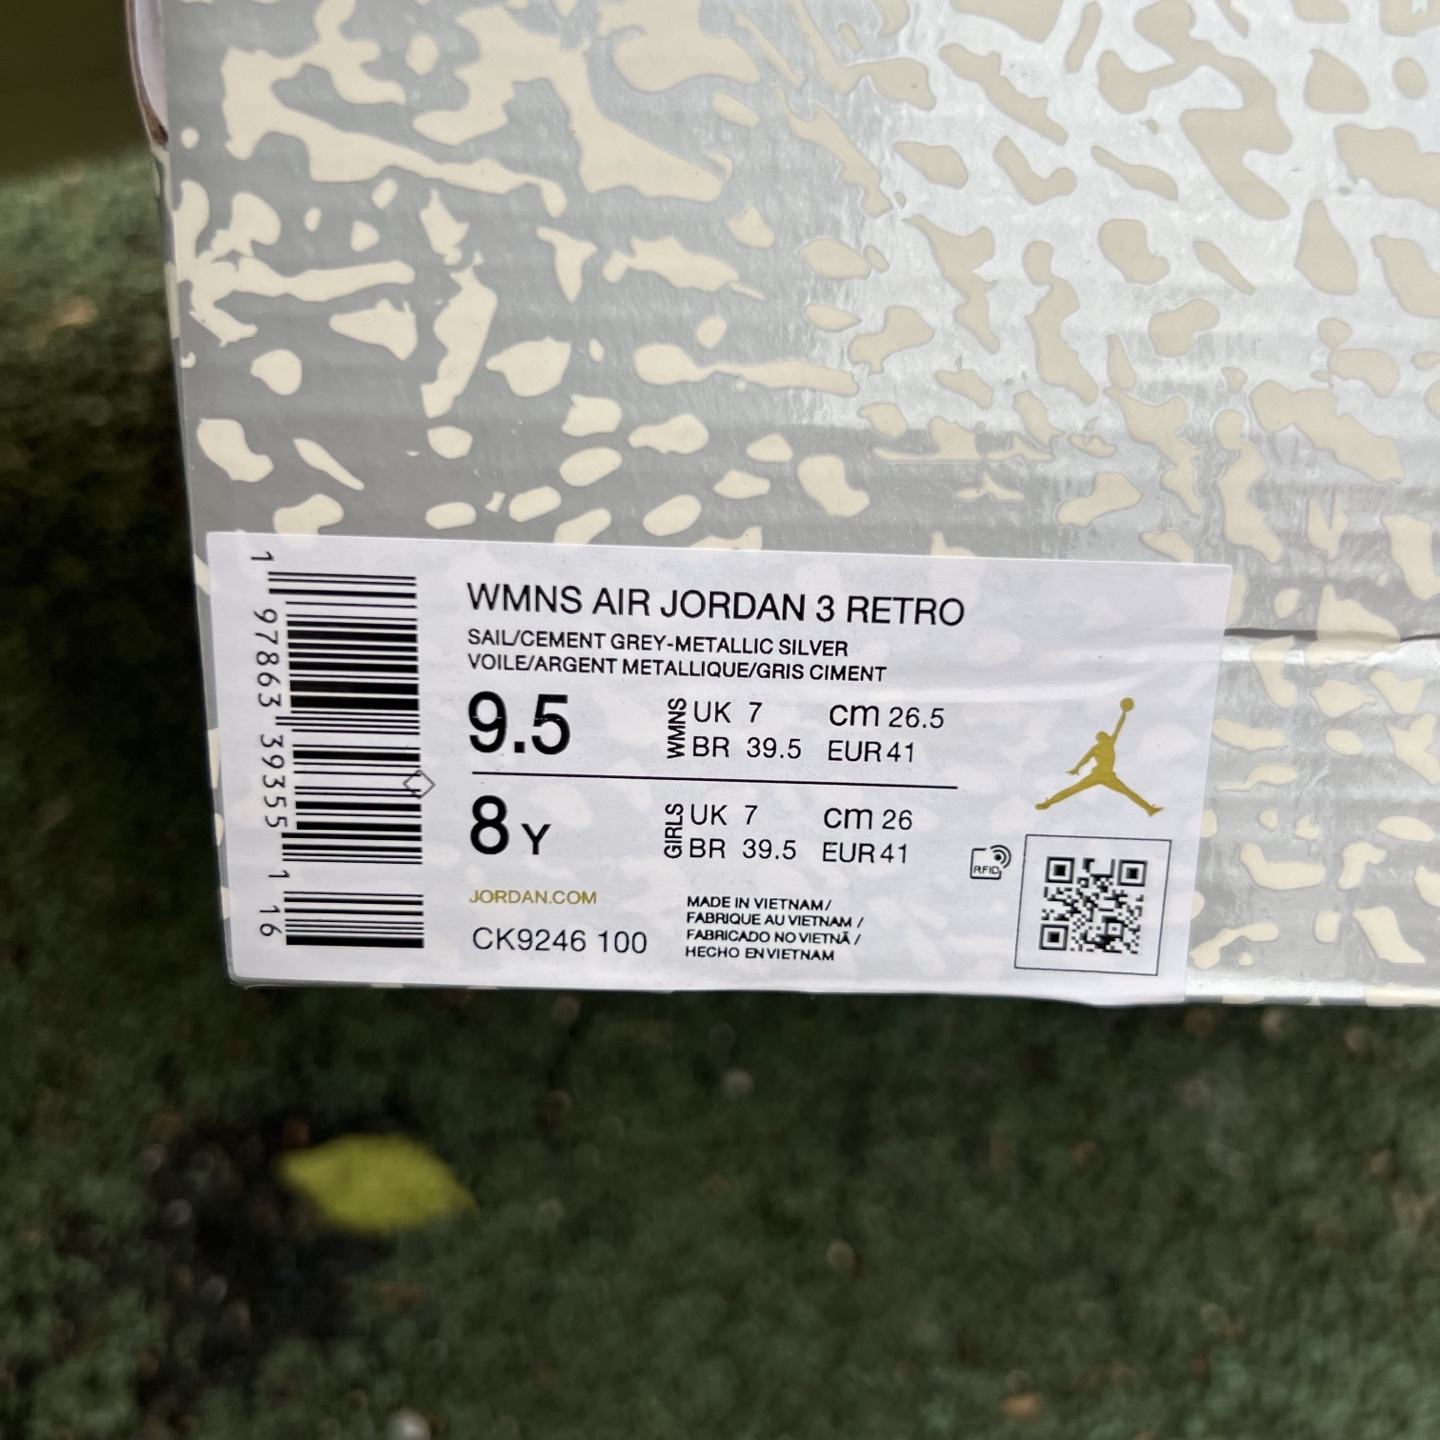 WMNS AIR JORDAN 3 RETRO
SAIL/CEMENT GREY-METALLIC SILVER
VOILE/ARGENT METALLIQUE/GRIS CIMENT
9.5 WMNS UK 7 cm 26.5
BR 39.5 EUR 41
8 Y GIRLS UK 7 cm 26
BR 39.5 EUR 41
JORDAN.COM
CK9246 100
MADE IN VIETNAM/
FABRIQUE AU VIETNAM /
FABRICADO NO VIETNÃ /
HECHO EN VIETNAM
RFID
1 97863 39355 1 16